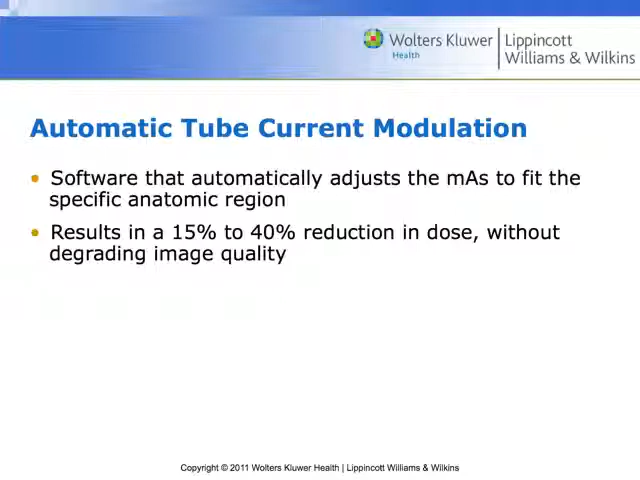 Wolters Kluwer | Lippincott
Health Williams & Wilkins
Automatic Tube Current Modulation
• Software that automatically adjusts the mAs to fit the
specific anatomic region
• Results in a 15% to 40% reduction in dose, without
degrading image quality
Copyright © 2011 Wolters Kluwer Health | Lippincott Williams & Wilkins